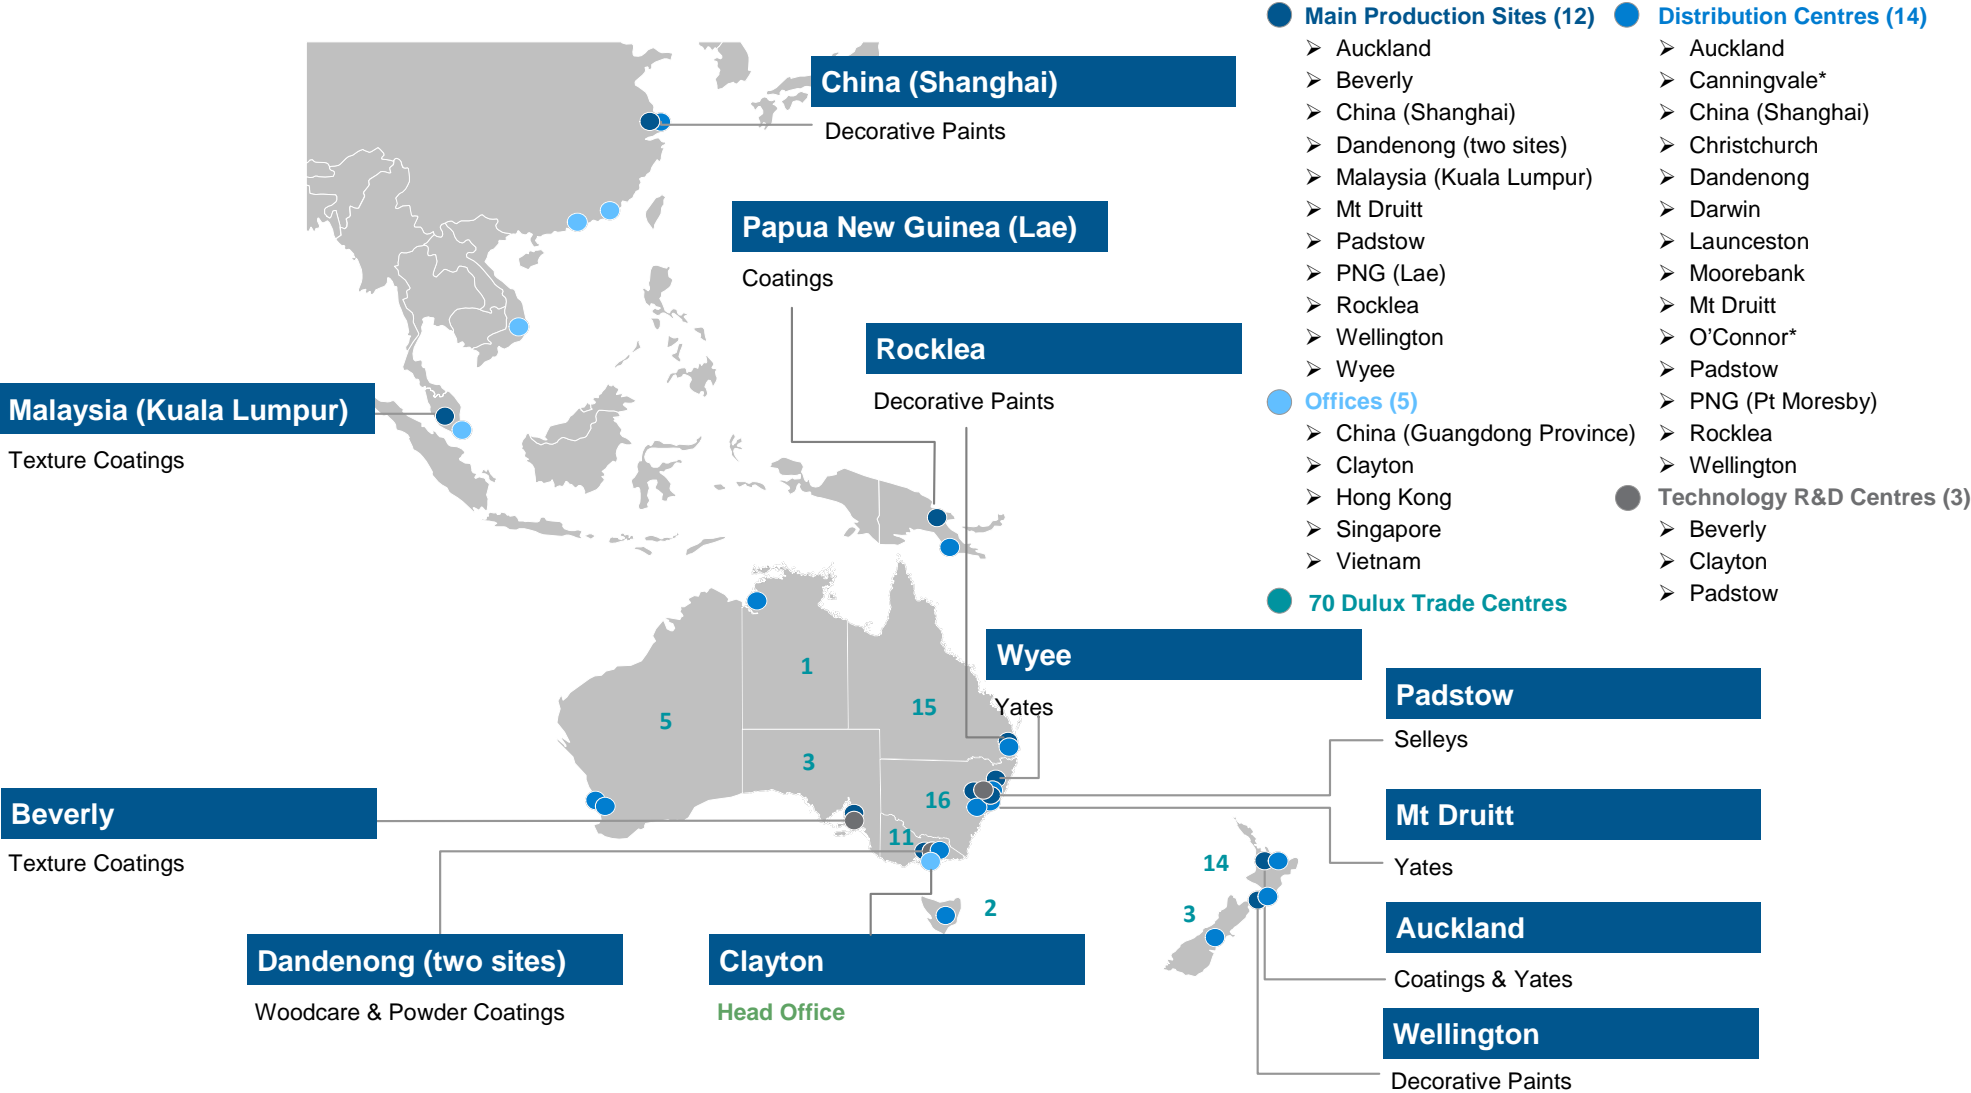 Main Production Sites (12)
Auckland
Beverly
China (Shanghai)
Dandenong (two sites)
Malaysia (Kuala Lumpur)
Mt Druitt
Padstow
PNG (Lae)
Rocklea
Wellington
Wyee
Offices (5)
China (Guangdong Province)
Clayton
Hong Kong
Singapore
Vietnam
70 Dulux Trade Centres
Distribution Centres (14)
Auckland
Canningvale*
China (Shanghai)
Christchurch
Dandenong
Darwin
Launceston
Moorebank
Mt Druitt
O’Connor*
Padstow
PNG (Pt Moresby)
Rocklea
Wellington
Technology R&D Centres (3)
Beverly
Clayton
Padstow
China (Shanghai)
Decorative Paints
Papua New Guinea (Lae)
Coatings
Rocklea
Decorative Paints
Malaysia (Kuala Lumpur)
Texture Coatings
Wyee
Yates
Padstow
Selleys
Mt Druitt
Yates
Auckland
Coatings & Yates
Wellington
Decorative Paints
Beverly
Texture Coatings
Dandenong (two sites)
Woodcare & Powder Coatings
Clayton
Head Office
1
5
15
3
16
11
2
14
3